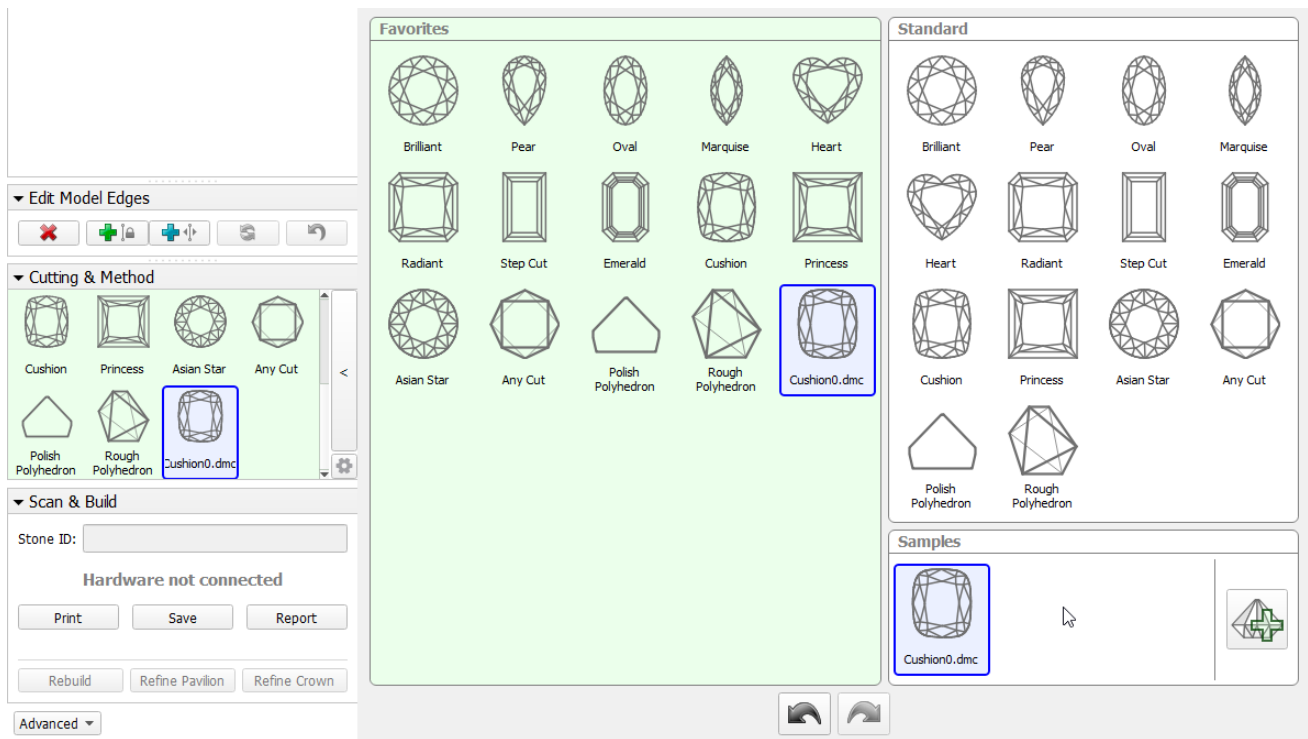 Edit Model Edges
Cutting & Method
Cushion Princess Asian Star Any Cut
<
Polish Polyhedron
Rough Polyhedron
Cushion0.dmc
Scan & Build
Stone ID:
Hardware not connected
Print Save Report
Rebuild Refine Pavilion Refine Crown
Advanced
Favorites
Brilliant Pear Oval Marquise Heart
Radiant Step Cut Emerald Cushion Princess
Asian Star Any Cut Polish Polyhedron Rough Polyhedron Cushion0.dmc
Standard
Brilliant Pear Oval Marquise
Heart Radiant Step Cut Emerald
Cushion Princess Asian Star Any Cut
Polish Polyhedron Rough Polyhedron
Samples
Cushion0.dmc